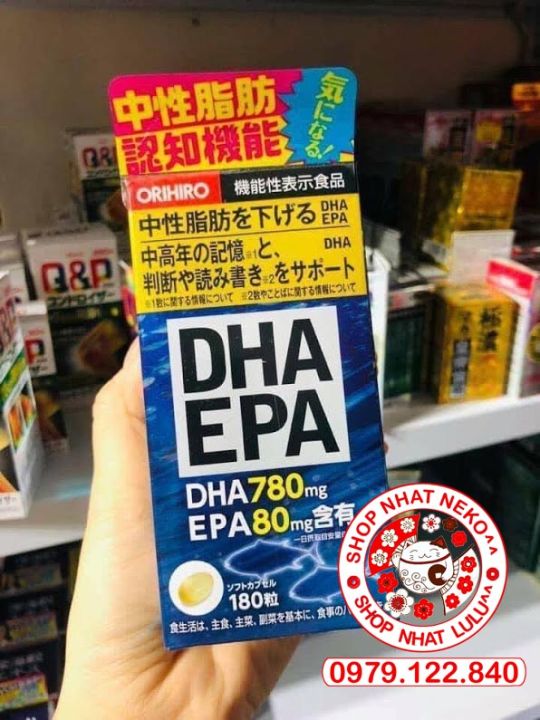 中性脂肪
認知機能
気になる!
ORIHIRO
機能性表示食品
中性脂肪を下げる DHA EPA
中高年の記憶※1と、 DHA
判断や読み書き※2をサポート
※1数に関する情報について ※2数やことばに関する情報について
DHA
EPA
DHA780mg
EPA80mg含有
ソフトカプセル
180粒
食生活は、主食、主菜、副菜を基本に、食事の
Q&P
Q&P
SHOP NHAT NEKO^^
SHOP NHAT LULU^^
0979.122.840